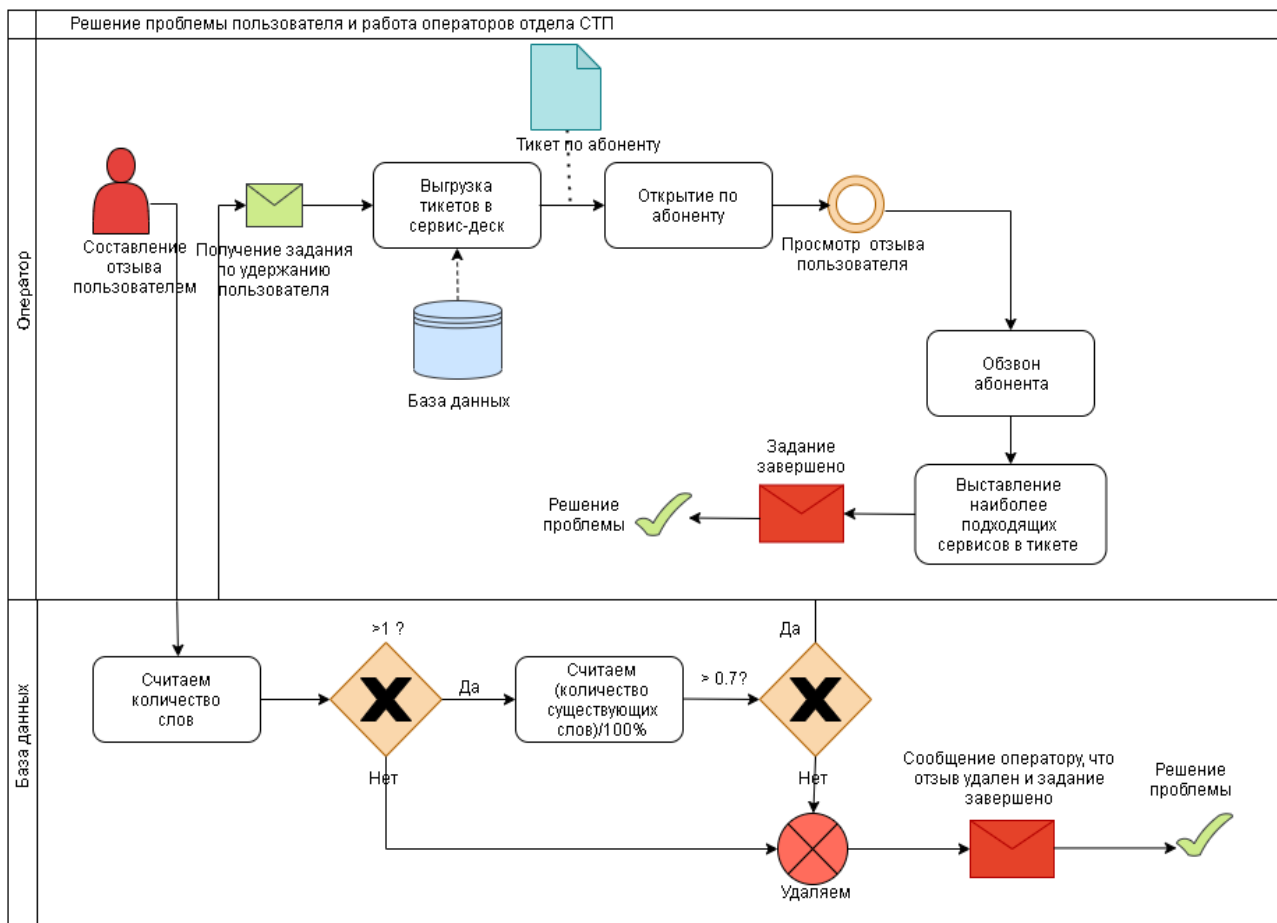 Решение проблемы пользователя и работа операторов отдела СТП
Оператор
Составление
отзыва
пользователем
Получение задания
по удержанию
пользователя
Выгрузка
тикетов в
сервис-деск
База данных
Тикет по абоненту
Открытие по
абоненту
Просмотр отзыва
пользователя
Обзвон
абонента
Выставление
наиболее
подходящих
сервисов в тикете
Задание
завершено
Решение
проблемы
База данных
Считаем
количество
слов
>1 ?
Да
Нет
Считаем
(количество
существующих
слов)/100%
> 0.7?
Да
Нет
Удаляем
Сообщение оператору, что
отзыв удален и задание
завершено
Решение
проблемы